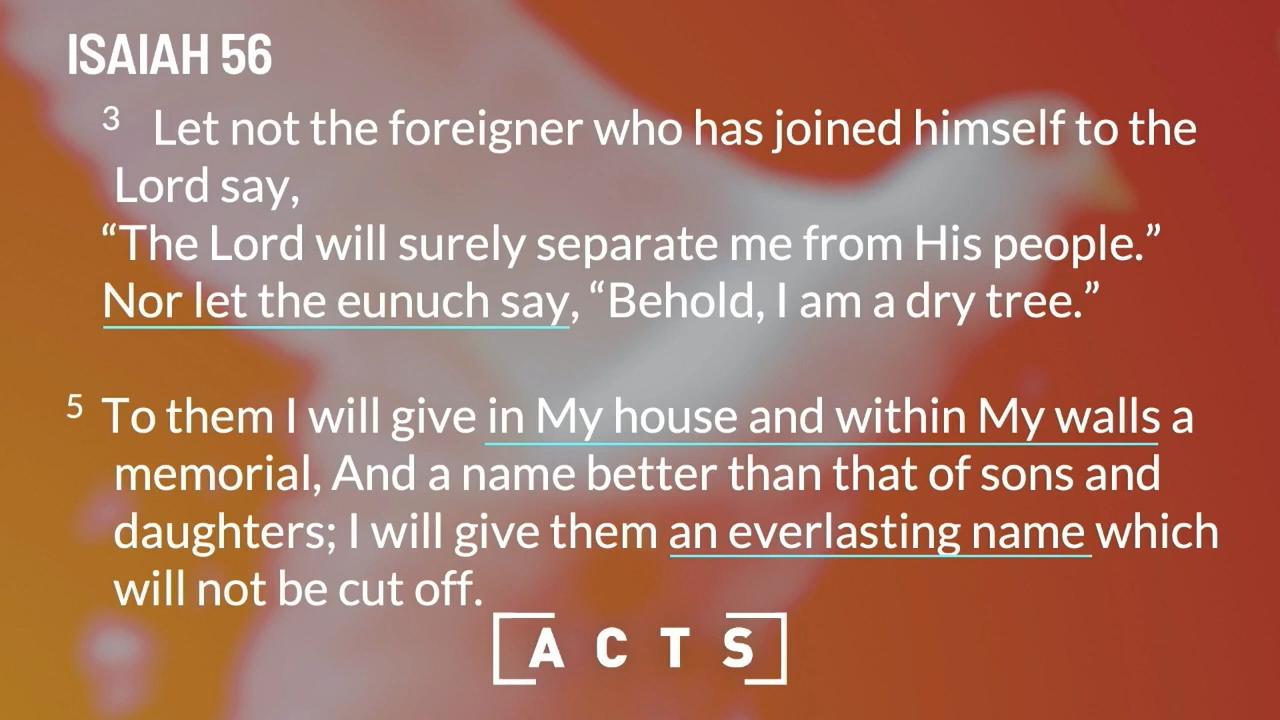 ISAIAH 56
3 Let not the foreigner who has joined himself to the
Lord say,
“The Lord will surely separate me from His people.”
Nor let the eunuch say, “Behold, I am a dry tree.”
5 To them I will give in My house and within My walls a
memorial, And a name better than that of sons and
daughters; I will give them an everlasting name which
will not be cut off.
ACTS